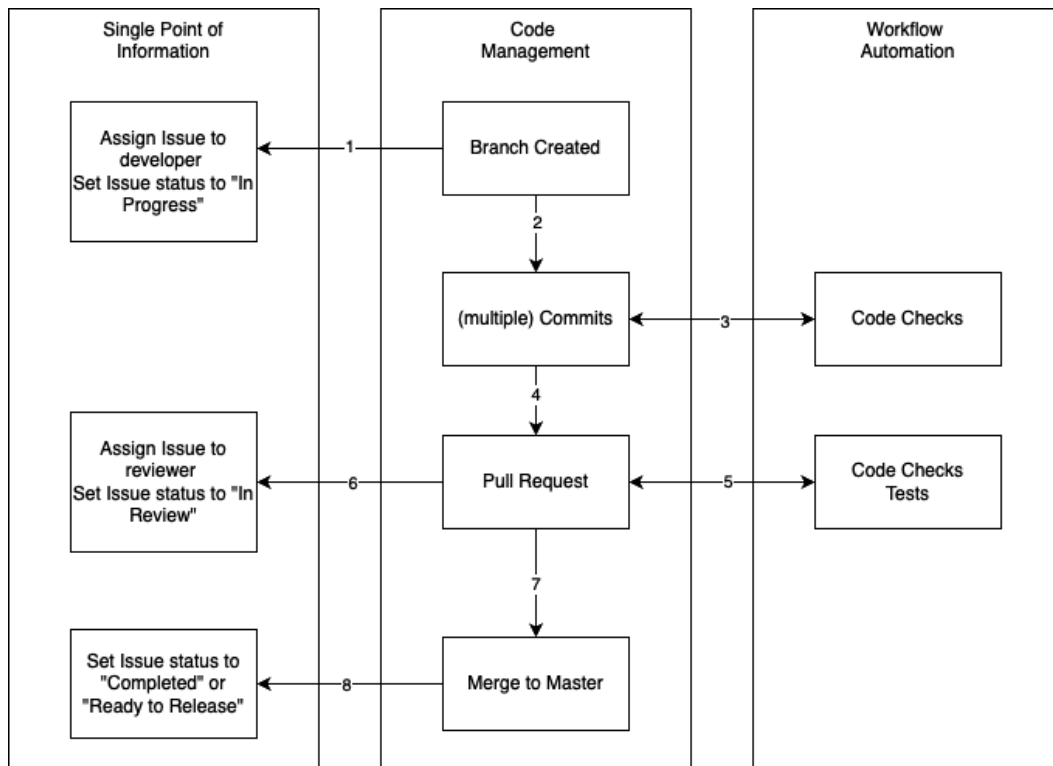 Single Point of
Information
Code
Management
Workflow
Automation
Assign Issue to
developer
Set Issue status to "In
Progress"
1
Branch Created
2
(multiple) Commits
3
Code Checks
4
Assign Issue to
reviewer
Set Issue status to "In
Review"
6
Pull Request
5
Code Checks
Tests
7
Set Issue status to
"Completed" or
"Ready to Release"
8
Merge to Master